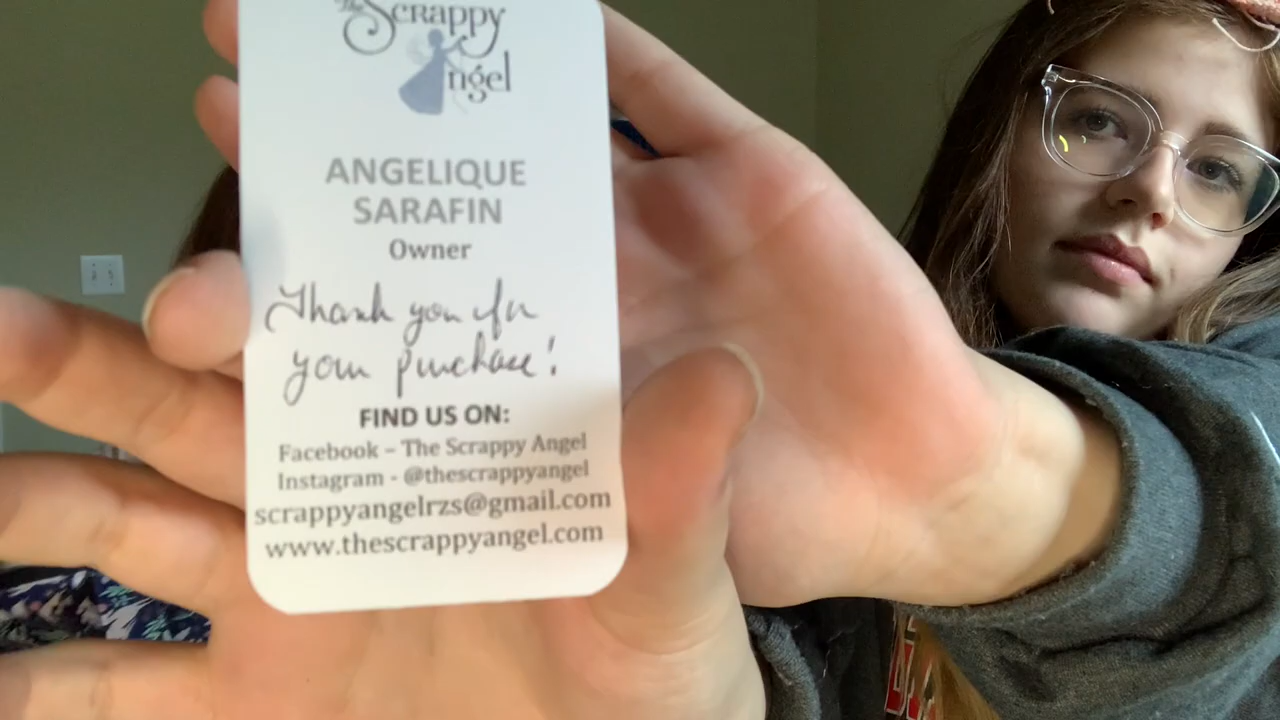 The Scrappy
Angel
ANGELIQUE
SARAFIN
Owner
Thank you for
your purchase!
FIND US ON:
Facebook – The Scrappy Angel
Instagram - @thescrappyangel
scrappyangelrzs@gmail.com
www.thescrappyangel.com